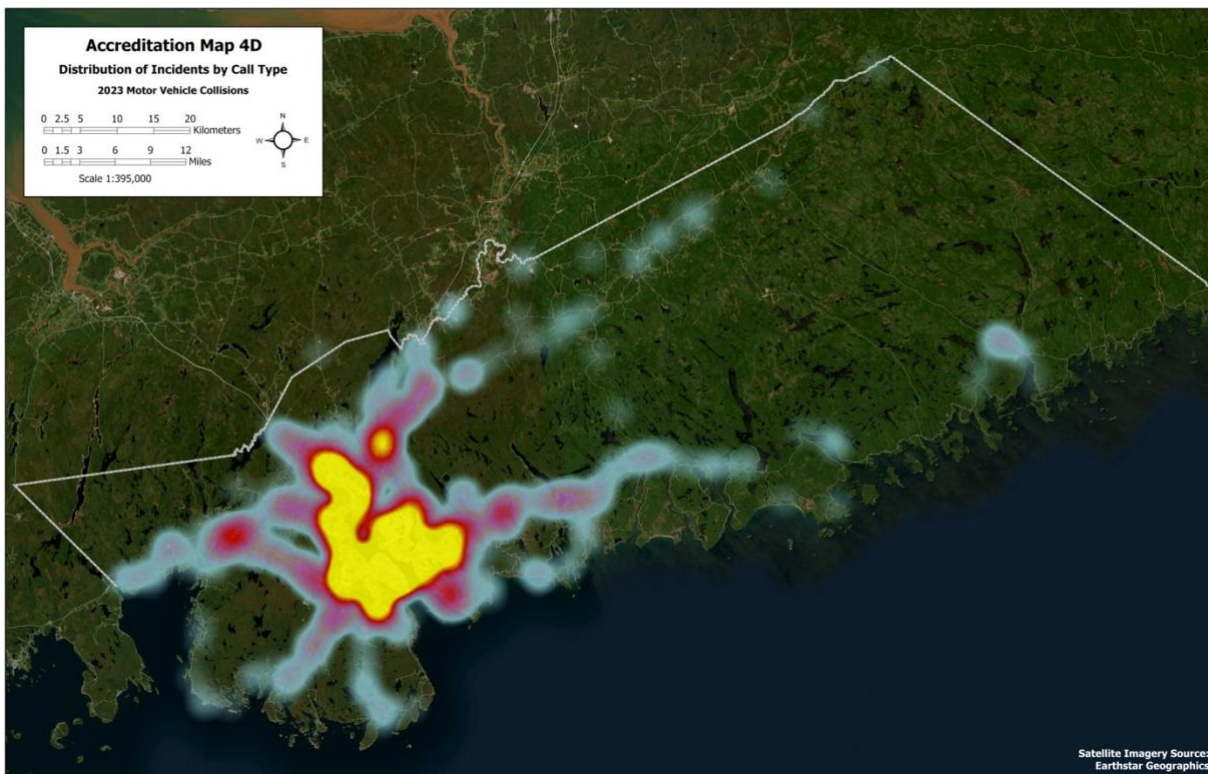 Accreditation Map 4D
Distribution of Incidents by Call Type
2023 Motor Vehicle Collisions
0 2.5 5 10 15 20
Kilometers
0 1.5 3 6 9 12
Miles
Scale 1:395,000
N
W E
S
Satellite Imagery Source:
Earthstar Geographics